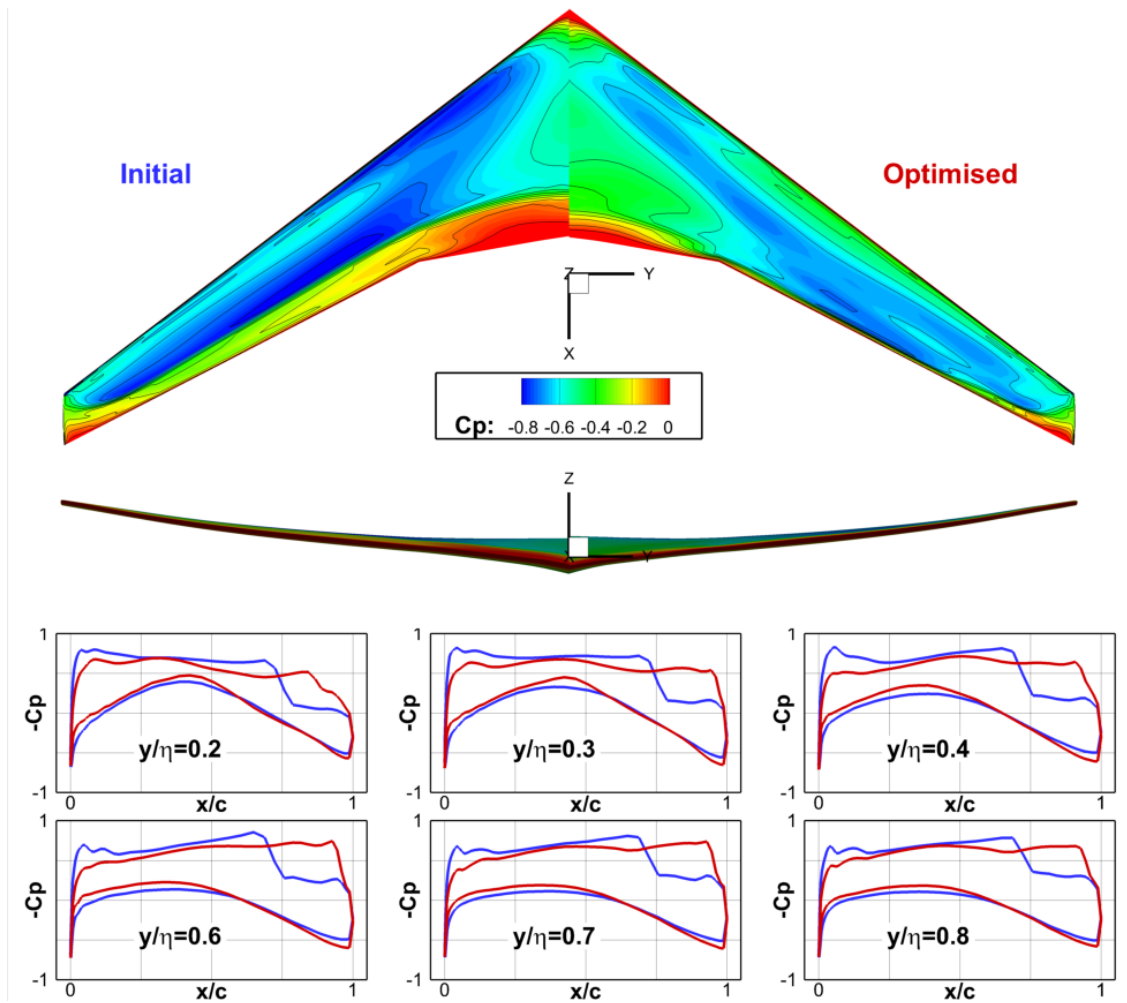 Initial
Optimised
Z Y
X
Cp: -0.8 -0.6 -0.4 -0.2 0
Z
X Y
1 1 1
-Cp -Cp -Cp
y/η=0.2 y/η=0.3 y/η=0.4
-1 -1 -1
0 x/c 1 0 x/c 1 0 x/c 1
1 1 1
-Cp -Cp -Cp
y/η=0.6 y/η=0.7 y/η=0.8
-1 -1 -1
0 x/c 1 0 x/c 1 0 x/c 1